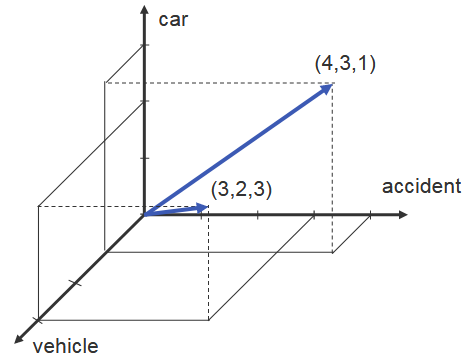 car
(4,3,1)
(3,2,3)
accident
vehicle